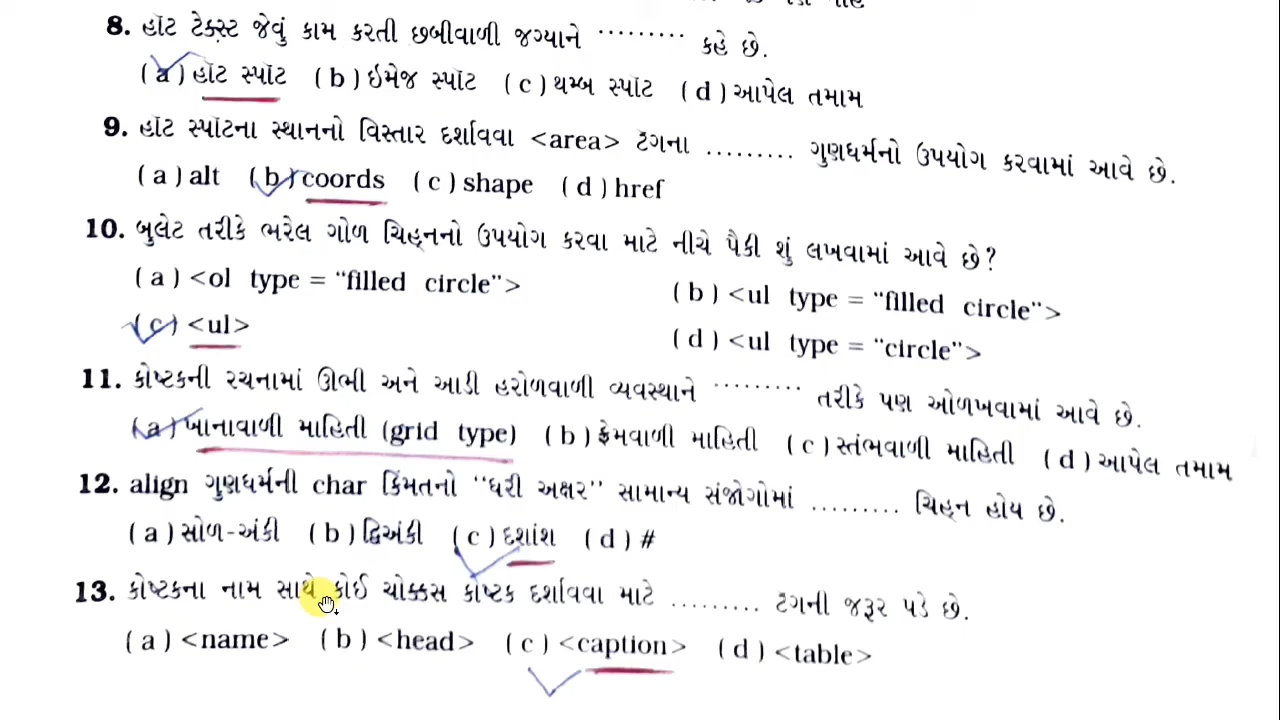 8. હૉટ ટેક્સ્ટ જેવું કામ કરતી છબીવાળી જગ્યાને ......... કહે છે.
(a) હૉટ સ્પૉટ (b) ઇમેજ સ્પૉટ (c) થમ્બ સ્પૉટ (d) આપેલ તમામ
9. હૉટ સ્પૉટના સ્થાનનો વિસ્તાર દર્શાવવા <area> ટૅગના ......... ગુણધર્મનો ઉપયોગ કરવામાં આવે છે.
(a) alt (b) coords (c) shape (d) href
10. બુલેટ તરીકે ભરેલ ગોળ ચિહ્નનો ઉપયોગ કરવા માટે નીચે પૈકી શું લખવામાં આવે છે?
(a) <ol type = "filled circle"> (b) <ul type = "filled circle">
(c) <ul> (d) <ul type = "circle">
11. કોષ્ટકની રચનામાં ઊભી અને આડી હરોળવાળી વ્યવસ્થાને ......... તરીકે પણ ઓળખવામાં આવે છે.
(a) ખાનાવાળી માહિતી (grid type) (b) ફ્રેમવાળી માહિતી (c) સ્તંભવાળી માહિતી (d) આપેલ તમામ
12. align ગુણધર્મની char કિંમતનો "ધરી અક્ષર" સામાન્ય સંજોગોમાં ......... ચિહ્ન હોય છે.
(a) સોળ-અંકી (b) દ્વિઅંકી (c) દશાંશ (d) #
13. કોષ્ટકના નામ સાથે કોઈ ચોક્કસ કોષ્ટક દર્શાવવા માટે ......... ટૅગની જરૂર પડે છે.
(a) <name> (b) <head> (c) <caption> (d) <table>